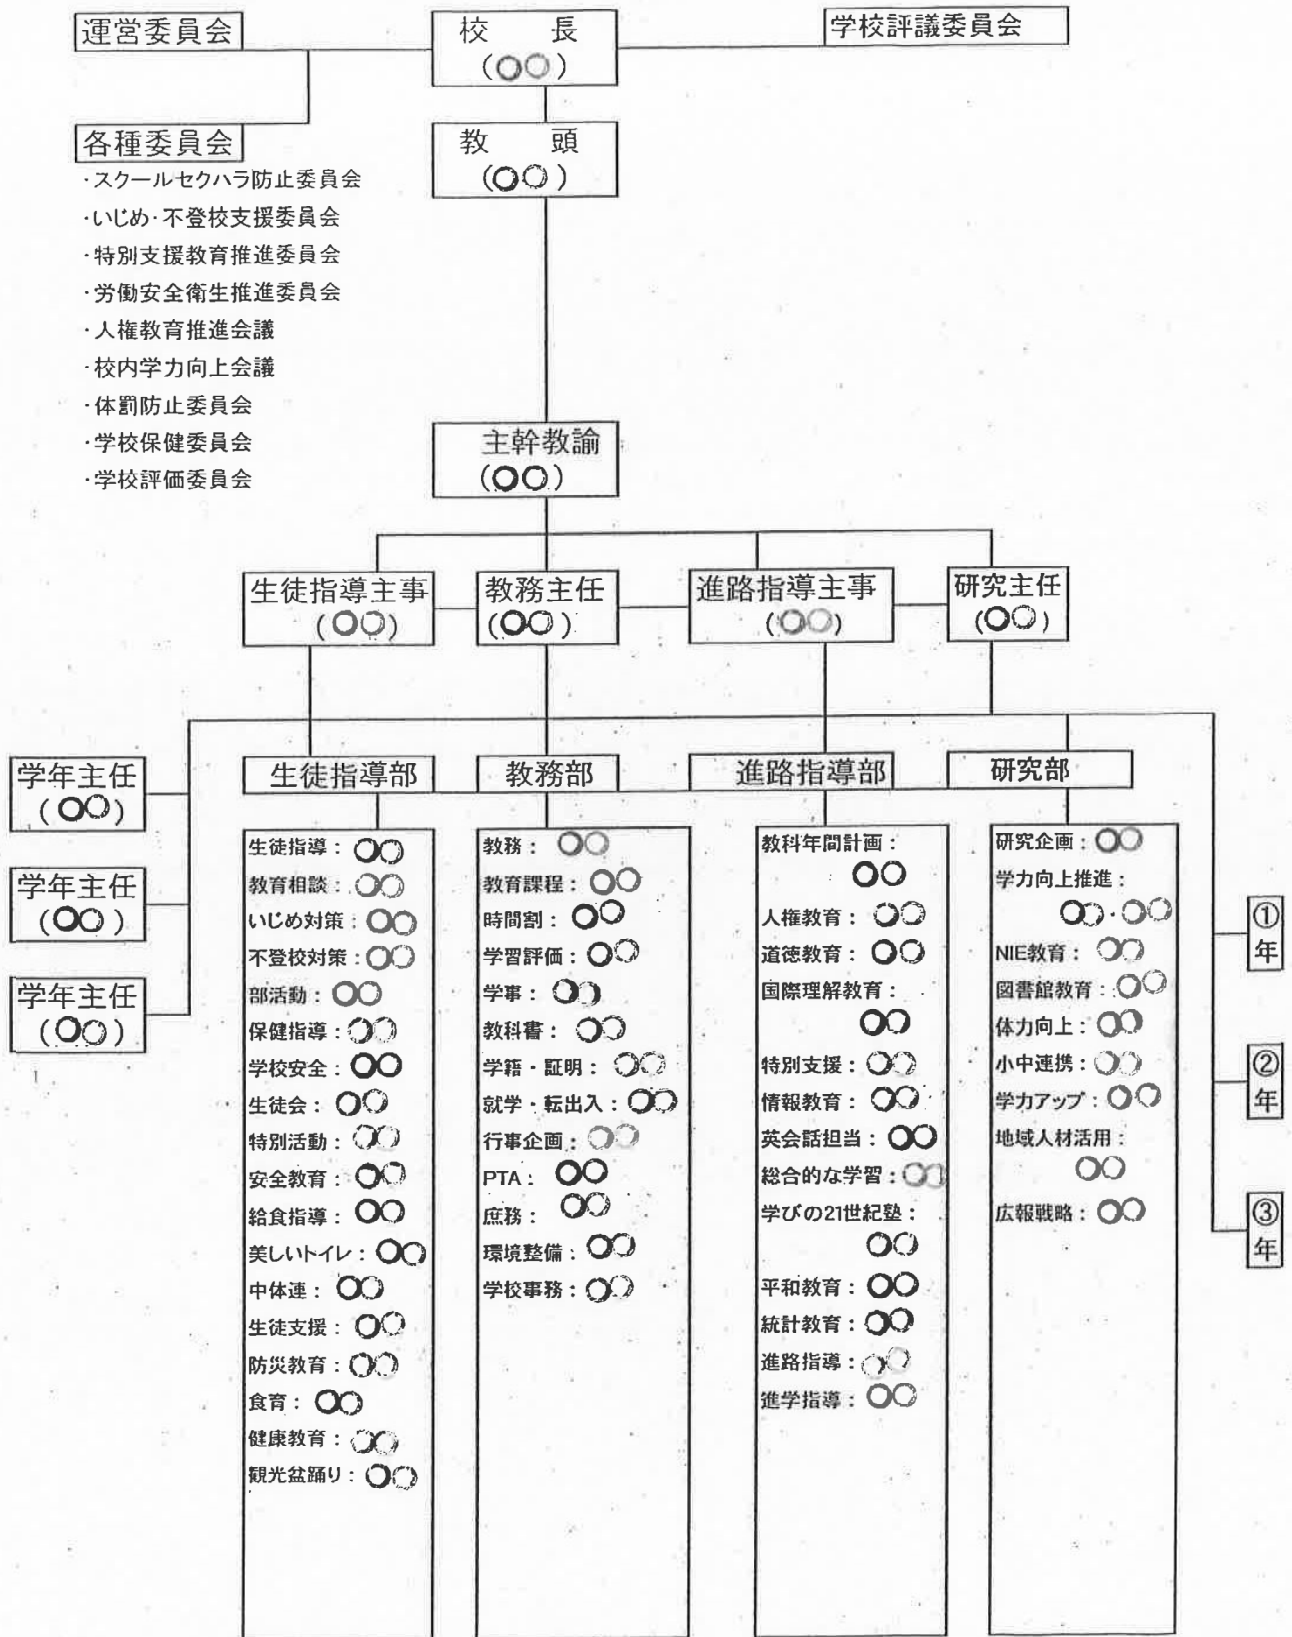 運営委員会
校長
(○○)
学校評議委員会
各種委員会
・スクールセクハラ防止委員会
・いじめ・不登校支援委員会
・特別支援教育推進委員会
・労働安全衛生推進委員会
・人権教育推進会議
・校内学力向上会議
・体罰防止委員会
・学校保健委員会
・学校評価委員会
教頭
(○○)
主幹教諭
(○○)
生徒指導主事
(○○)
教務主任
(○○)
進路指導主事
(○○)
研究主任
(○○)
学年主任
(○○)
学年主任
(○○)
学年主任
(○○)
生徒指導部
生徒指導：○○
教育相談：○○
いじめ対策：○○
不登校対策：○○
部活動：○○
保健指導：○○
学校安全：○○
生徒会：○○
特別活動：○○
安全教育：○○
給食指導：○○
美しいトイレ：○○
中体連：○○
生徒支援：○○
防災教育：○○
食育：○○
健康教育：○○
観光盆踊り：○○
教務部
教務：○○
教育課程：○○
時間割：○○
学習評価：○○
学事：○○
教科書：○○
学籍・証明：○○
就学・転出入：○○
行事企画：○○
PTA：○○
庶務：○○
環境整備：○○
学校事務：○○
進路指導部
教科年間計画：
○○
人権教育：○○
道徳教育：○○
国際理解教育：
○○
特別支援：○○
情報教育：○○
英会話担当：○○
総合的な学習：○○
学びの21世紀塾：
○○
平和教育：○○
統計教育：○○
進路指導：○○
進学指導：○○
研究部
研究企画：○○
学力向上推進：
○○・○○
NIE教育：○○
図書館教育：○○
体力向上：○○
小中連携：○○
学力アップ：○○
地域人材活用：
○○
広報戦略：○○
①年
②年
③年